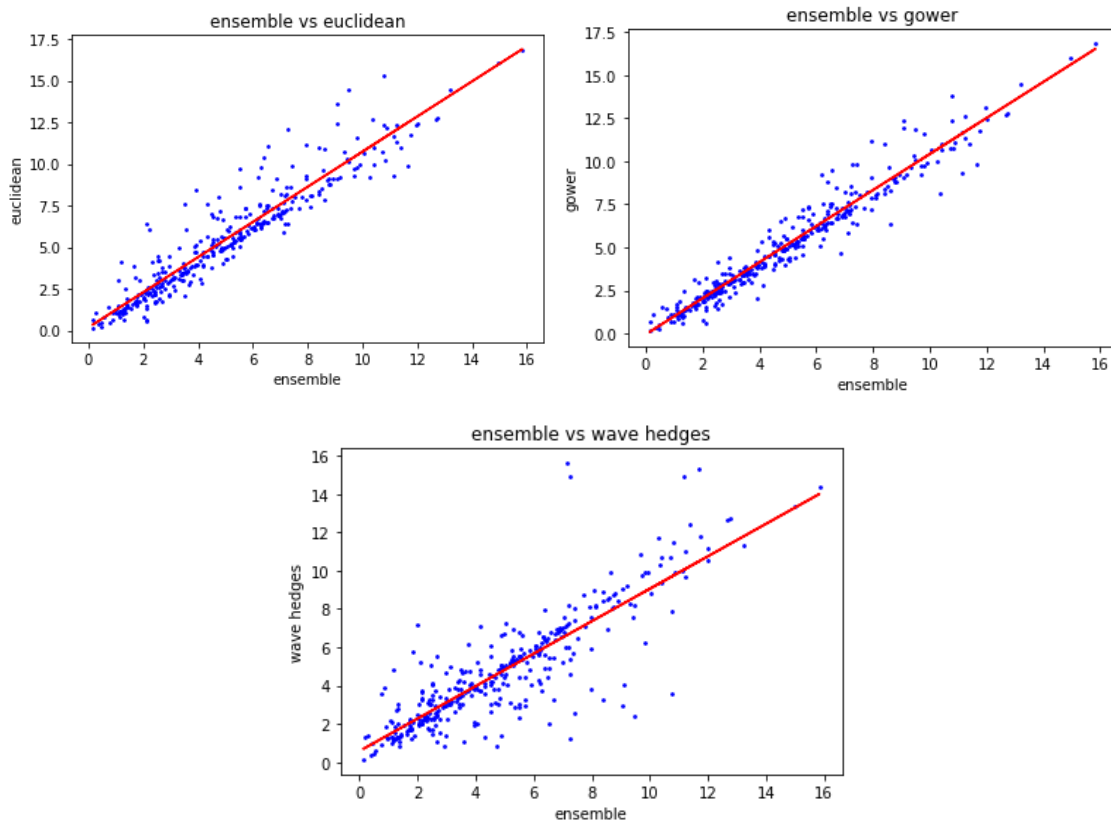 ensemble vs euclidean
17.5
15.0
12.5
10.0
7.5
5.0
2.5
0.0
euclidean
0 2 4 6 8 10 12 14 16
ensemble
ensemble vs gower
17.5
15.0
12.5
10.0
7.5
5.0
2.5
0.0
gower
0 2 4 6 8 10 12 14 16
ensemble
ensemble vs wave hedges
16
14
12
10
8
6
4
2
0
wave hedges
0 2 4 6 8 10 12 14 16
ensemble